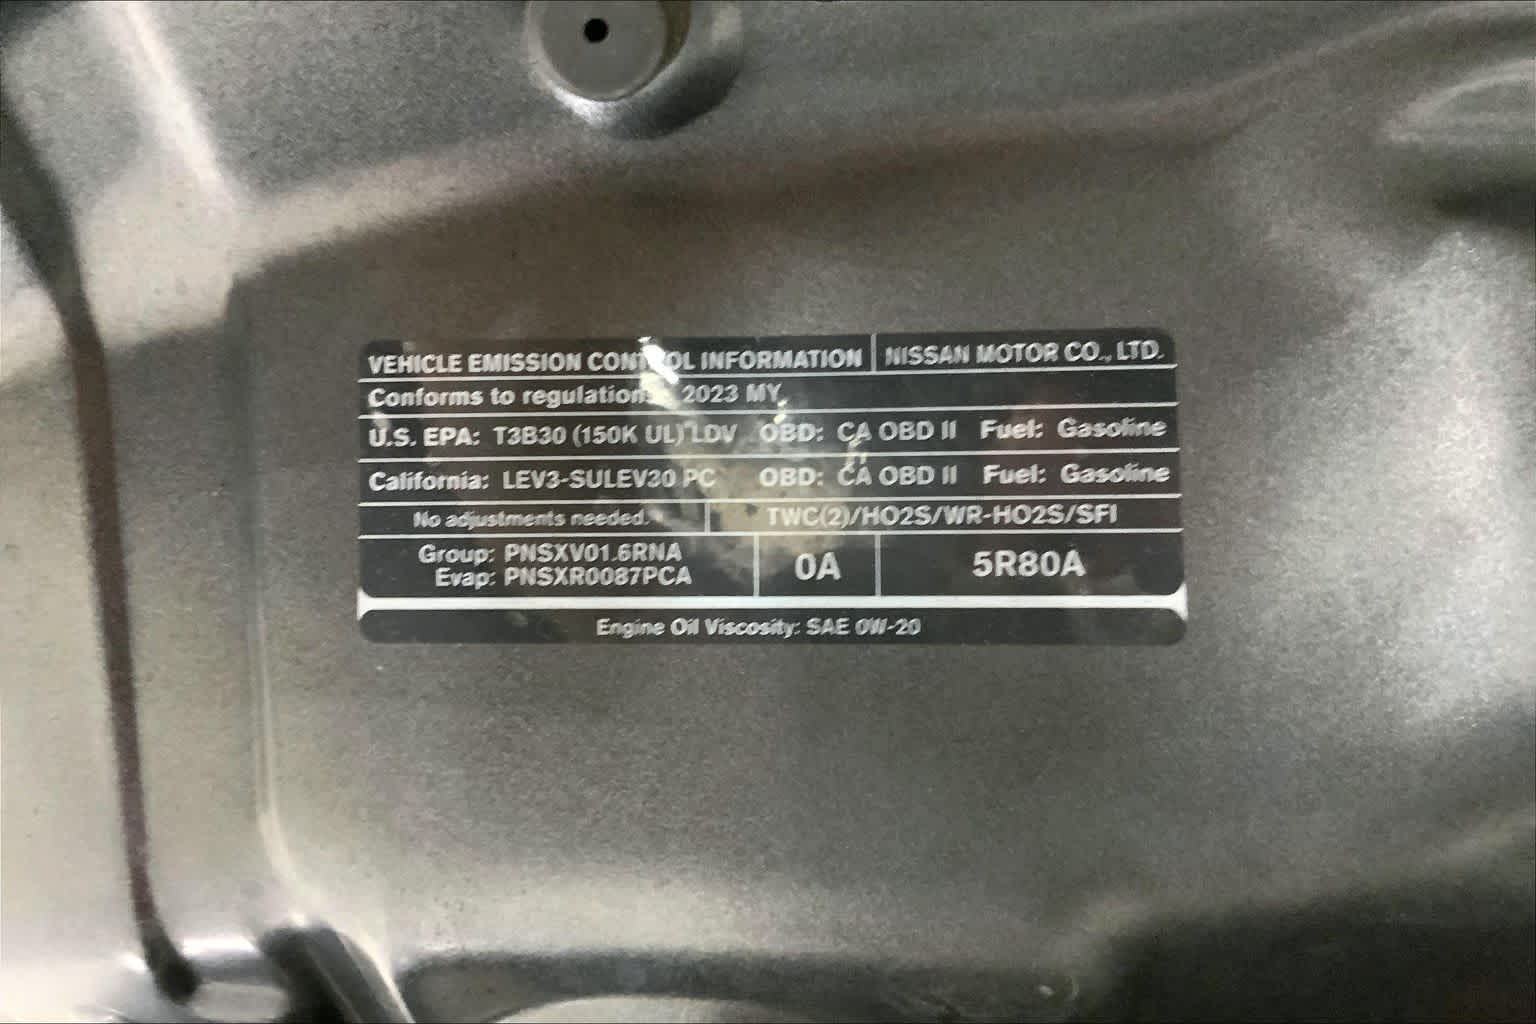 VEHICLE EMISSION CONTROL INFORMATION NISSAN MOTOR CO., LTD.
Conforms to regulations: 2023 MY
U.S. EPA: T3B30 (150K UL) LDV OBD: CA OBD II Fuel: Gasoline
California: LEV3-SULEV30 PC OBD: CA OBD II Fuel: Gasoline
No adjustments needed. TWC(2)/HO2S/WR-HO2S/SFI
Group: PNSXV01.6RNA
Evap: PNSXR0087PCA
0A
5R80A
Engine Oil Viscosity: SAE 0W-20